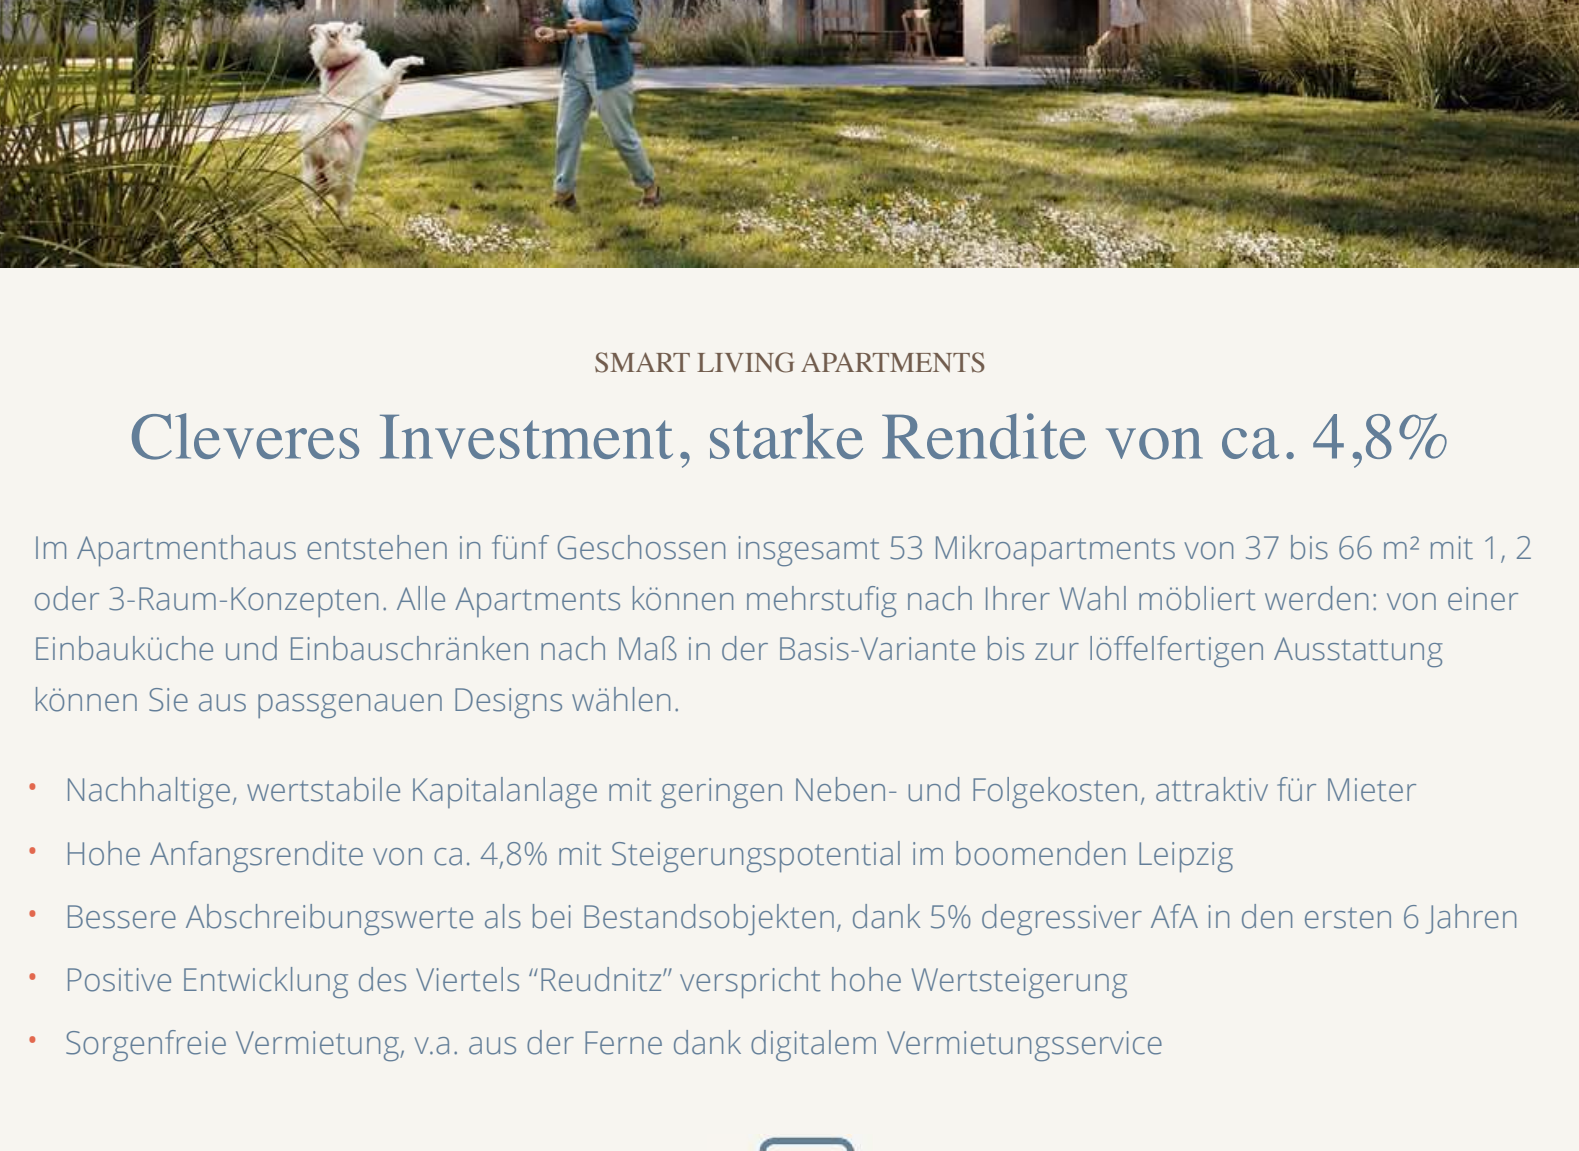 SMART LIVING APARTMENTS
Cleveres Investment, starke Rendite von ca. 4,8%
Im Apartmenthaus entstehen in fünf Geschossen insgesamt 53 Mikroapartments von 37 bis 66 m² mit 1, 2
oder 3-Raum-Konzepten. Alle Apartments können mehrstufig nach Ihrer Wahl möbliert werden: von einer
Einbauküche und Einbauschränken nach Maß in der Basis-Variante bis zur löffelfertigen Ausstattung
können Sie aus passgenauen Designs wählen.
• Nachhaltige, wertstabile Kapitalanlage mit geringen Neben- und Folgekosten, attraktiv für Mieter
• Hohe Anfangsrendite von ca. 4,8% mit Steigerungspotential im boomenden Leipzig
• Bessere Abschreibungswerte als bei Bestandsobjekten, dank 5% degressiver AfA in den ersten 6 Jahren
• Positive Entwicklung des Viertels “Reudnitz” verspricht hohe Wertsteigerung
• Sorgenfreie Vermietung, v.a. aus der Ferne dank digitalem Vermietungsservice